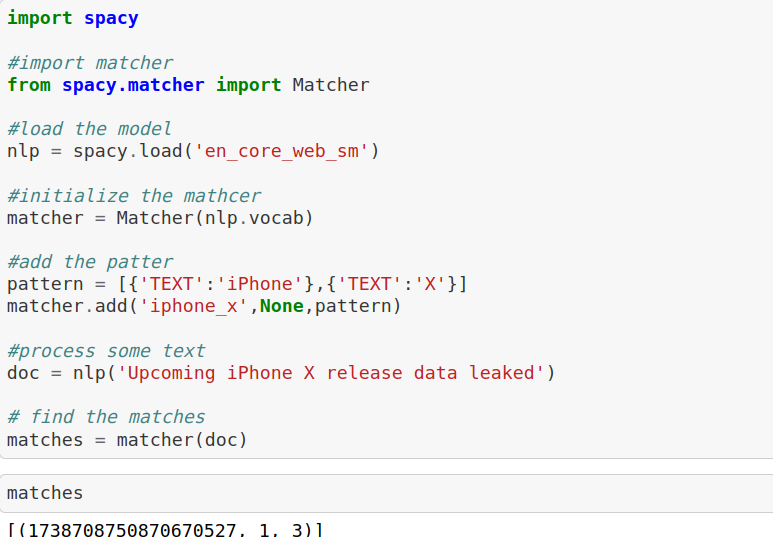 import spacy
#import matcher
from spacy.matcher import Matcher
#load the model
nlp = spacy.load('en_core_web_sm')
#initialize the mathcer
matcher = Matcher(nlp.vocab)
#add the patter
pattern = [{'TEXT':'iPhone'},{'TEXT':'X'}]
matcher.add('iphone_x',None,pattern)
#process some text
doc = nlp('Upcoming iPhone X release data leaked')
# find the matches
matches = matcher(doc)
matches
[(1738708750870670527, 1, 3)]